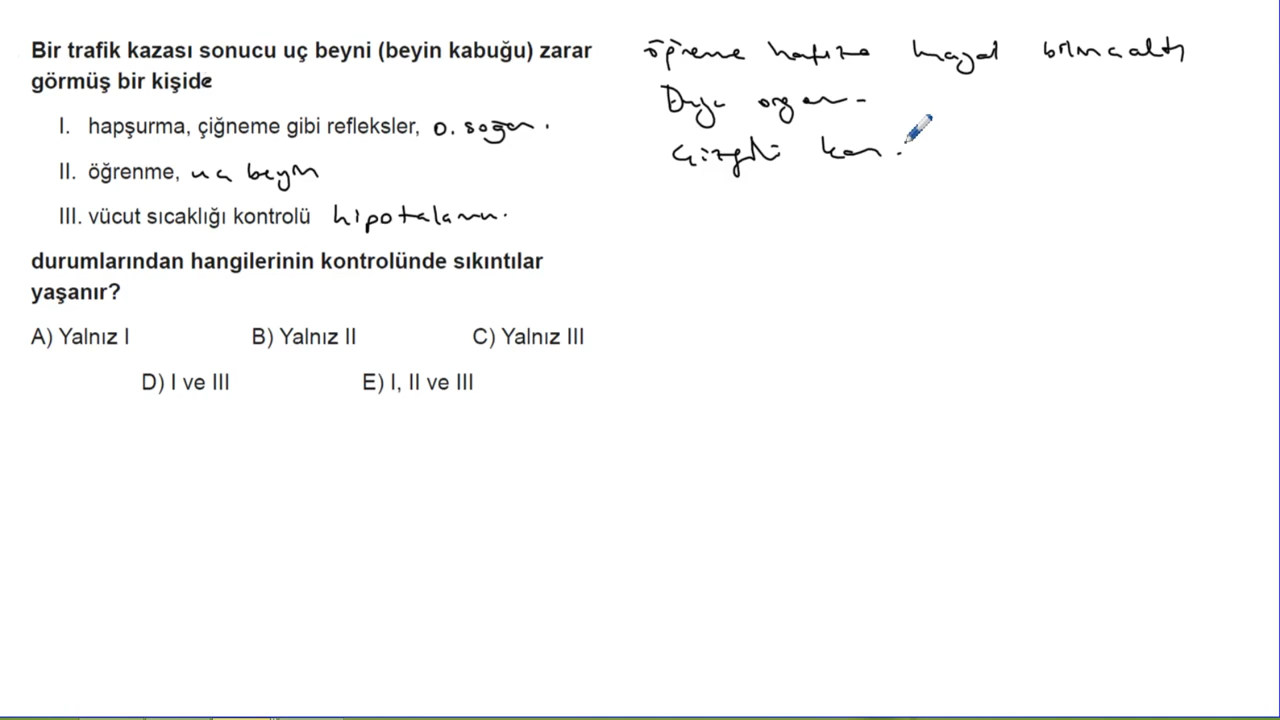 Bir trafik kazası sonucu uç beyni (beyin kabuğu) zarar
görmüş bir kişide
I. hapşurma, çiğneme gibi refleksler, o. soğan.
II. öğrenme, uç beyin
III. vücut sıcaklığı kontrolü hipotalamu.
durumlarından hangilerinin kontrolünde sıkıntılar
yaşanır?
A) Yalnız I B) Yalnız II C) Yalnız III
D) I ve III E) I, II ve III
öğrenme hafıza hayal bilinçaltı
Duyu organ-
Çizgili kas.